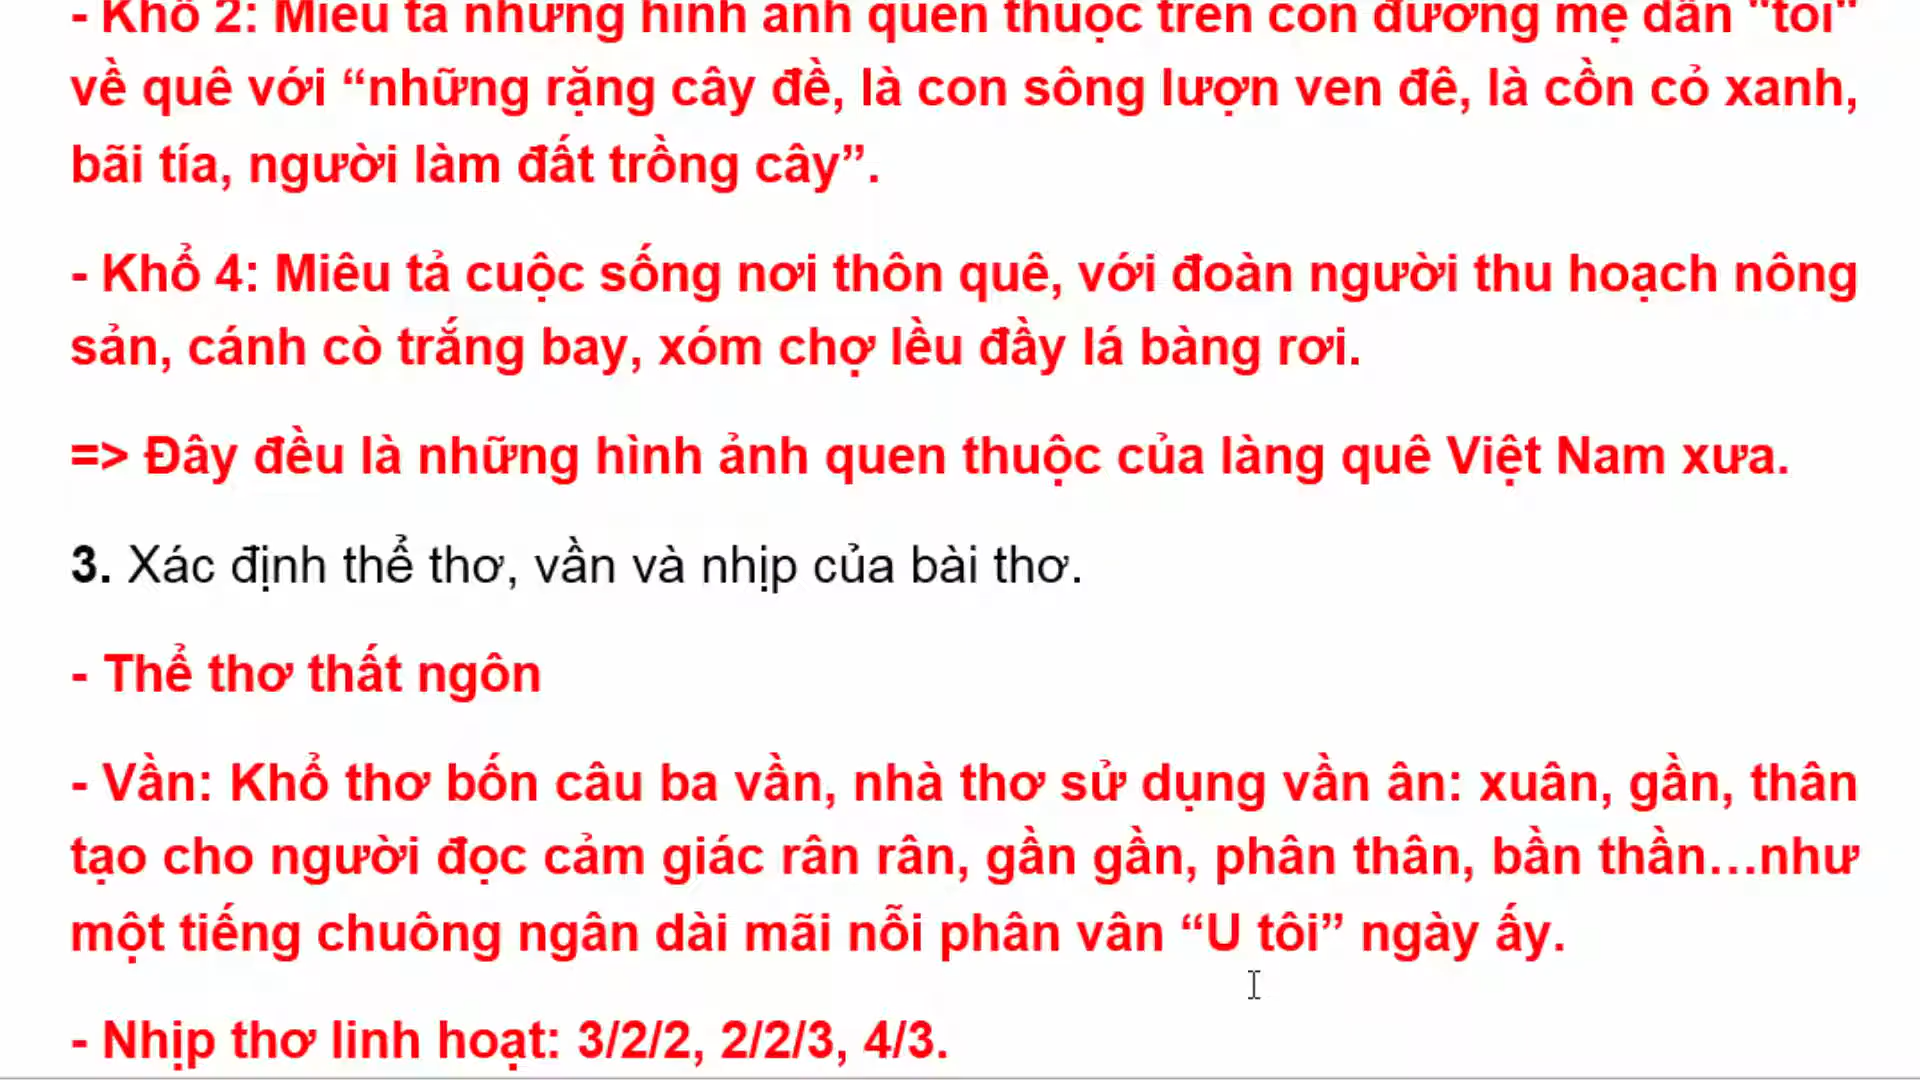 - Khổ 2: Miêu tả những hình ảnh quen thuộc trên con đường mẹ dẫn "tôi"
về quê với “những rặng cây đề, là con sông lượn ven đê, là cồn cỏ xanh,
bãi tía, người làm đất trồng cây”.
- Khổ 4: Miêu tả cuộc sống nơi thôn quê, với đoàn người thu hoạch nông
sản, cánh cò trắng bay, xóm chợ lều đầy lá bàng rơi.
=> Đây đều là những hình ảnh quen thuộc của làng quê Việt Nam xưa.
3. Xác định thể thơ, vần và nhịp của bài thơ.
- Thể thơ thất ngôn
- Vần: Khổ thơ bốn câu ba vần, nhà thơ sử dụng vần ân: xuân, gần, thân
tạo cho người đọc cảm giác rân rân, gần gần, phân thân, bần thần...như
một tiếng chuông ngân dài mãi nỗi phân vân “U tôi” ngày ấy.
- Nhịp thơ linh hoạt: 3/2/2, 2/2/3, 4/3.